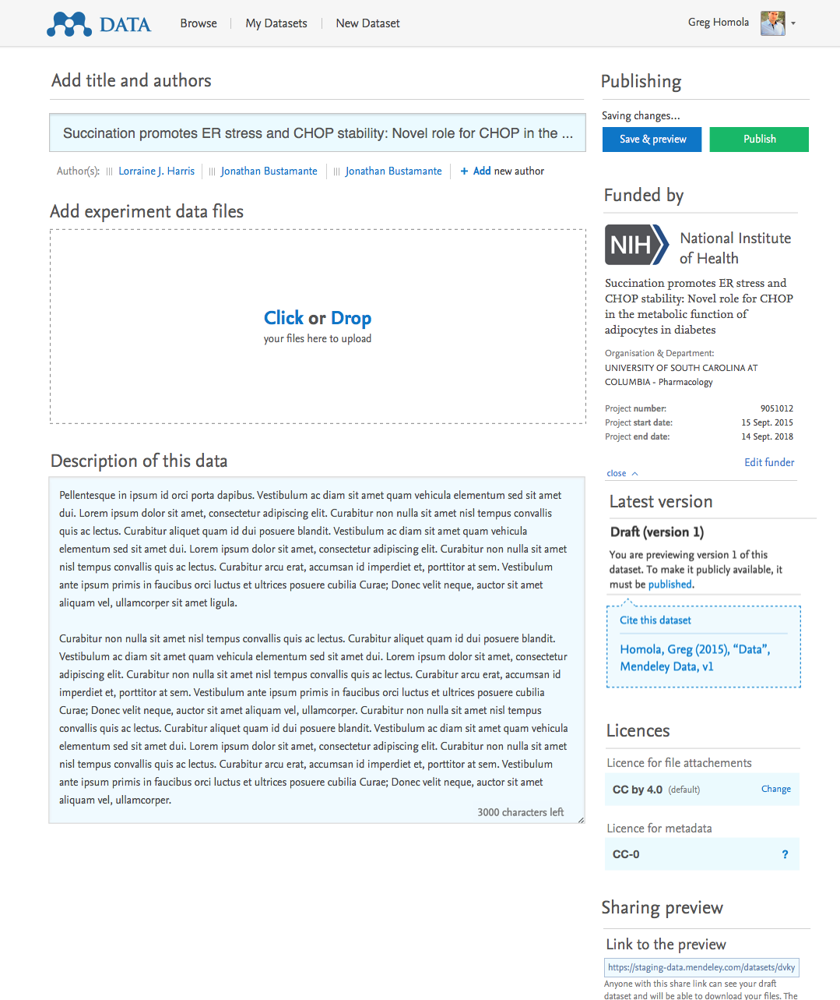 DATA
Browse
My Datasets
New Dataset
Greg Homola
Add title and authors
Succination promotes ER stress and CHOP stability: Novel role for CHOP in the ...
Author(s): Lorraine J. Harris Jonathan Bustamante Jonathan Bustamante + Add new author
Add experiment data files
Click or Drop
your files here to upload
Description of this data
Pellentesque in ipsum id orci porta dapibus. Vestibulum ac diam sit amet quam vehicula elementum sed sit amet
dui. Lorem ipsum dolor sit amet, consectetur adipiscing elit. Curabitur non nulla sit amet nisl tempus convallis
quis ac lectus. Curabitur aliquet quam id dui posuere blandit. Vestibulum ac diam sit amet quam vehicula
elementum sed sit amet dui. Lorem ipsum dolor sit amet, consectetur adipiscing elit. Curabitur non nulla sit amet
nisl tempus convallis quis ac lectus. Curabitur arcu erat, accumsan id imperdiet et, porttitor at sem. Vestibulum
ante ipsum primis in faucibus orci luctus et ultrices posuere cubilia Curae; Donec velit neque, auctor sit amet
aliquam vel, ullamcorper sit amet ligula.
Curabitur non nulla sit amet nisl tempus convallis quis ac lectus. Curabitur aliquet quam id dui posuere blandit.
Vestibulum ac diam sit amet quam vehicula elementum sed sit amet dui. Lorem ipsum dolor sit amet, consectetur
adipiscing elit. Curabitur non nulla sit amet nisl tempus convallis quis ac lectus. Curabitur arcu erat, accumsan id
imperdiet et, porttitor at sem. Vestibulum ante ipsum primis in faucibus orci luctus et ultrices posuere cubilia
Curae; Donec velit neque, auctor sit amet aliquam vel, ullamcorper. Curabitur non nulla sit amet nisl tempus
convallis quis ac lectus. Curabitur aliquet quam id dui posuere blandit. Vestibulum ac diam sit amet quam vehicula
elementum sed sit amet dui. Lorem ipsum dolor sit amet, consectetur adipiscing elit. Curabitur non nulla sit amet
nisl tempus convallis quis ac lectus. Curabitur arcu erat, accumsan id imperdiet et, porttitor at sem. Vestibulum
ante ipsum primis in faucibus orci luctus et ultrices posuere cubilia Curae; Donec velit neque, auctor sit amet
aliquam vel, ullamcorper.
3000 characters left
Publishing
Saving changes...
Save & preview
Publish
Funded by
NIH
National Institute
of Health
Succination promotes ER stress and
CHOP stability: Novel role for CHOP
in the metabolic function of
adipocytes in diabetes
Organisation & Department:
UNIVERSITY OF SOUTH CAROLINA AT
COLUMBIA - Pharmacology
Project number: 9051012
Project start date: 15 Sept. 2015
Project end date: 14 Sept. 2018
Edit funder
close
Latest version
Draft (version 1)
You are previewing version 1 of this
dataset. To make it publicly available, it
must be published.
Cite this dataset
Homola, Greg (2015), “Data”,
Mendeley Data, v1
Licences
Licence for file attachements
CC by 4.0 (default) Change
Licence for metadata
CC-0 ?
Sharing preview
Link to the preview
https://staging-data.mendeley.com/datasets/dvky
Anyone with this share link can see your draft
dataset and will be able to download your files. The